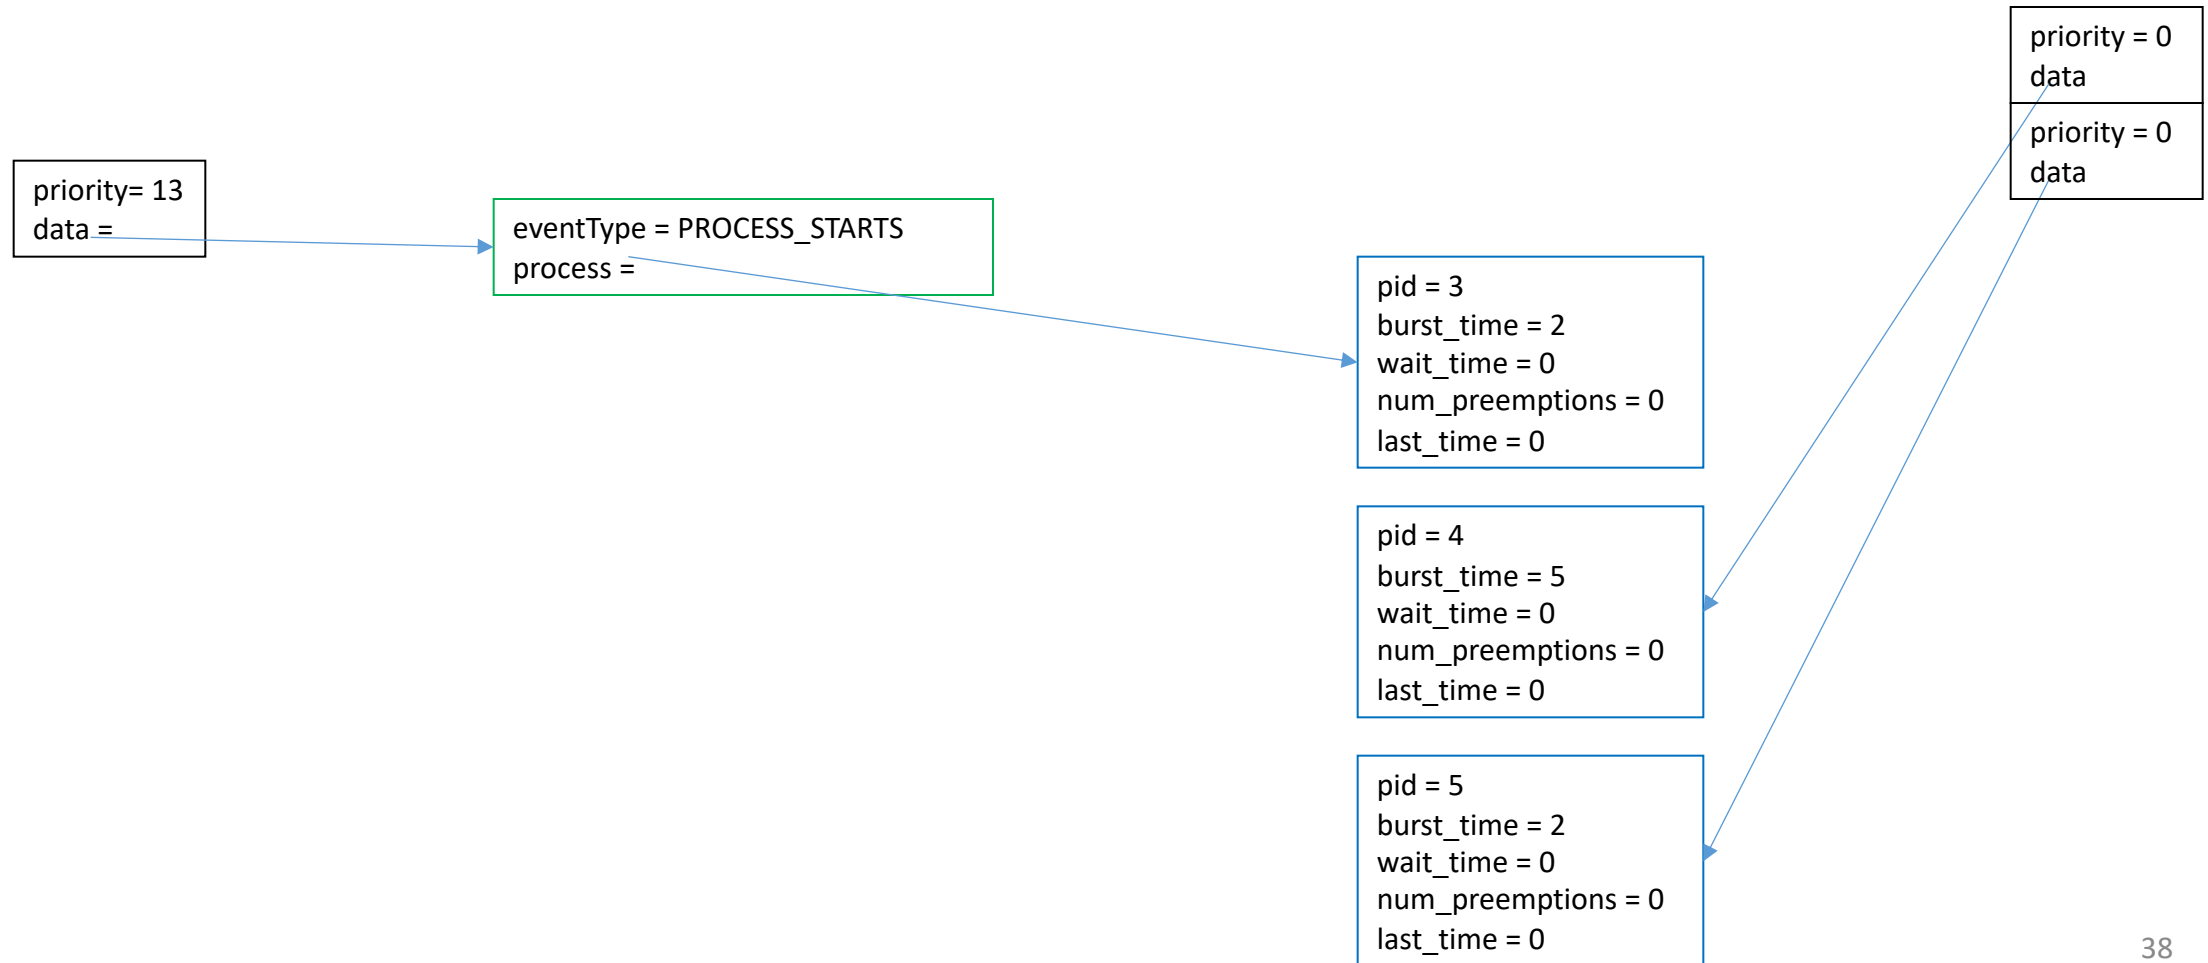 priority = 0
data
priority = 0
data
priority= 13
data =
eventType = PROCESS_STARTS
process =
pid = 3
burst_time = 2
wait_time = 0
num_preemptions = 0
last_time = 0
pid = 4
burst_time = 5
wait_time = 0
num_preemptions = 0
last_time = 0
pid = 5
burst_time = 2
wait_time = 0
num_preemptions = 0
last_time = 0
38